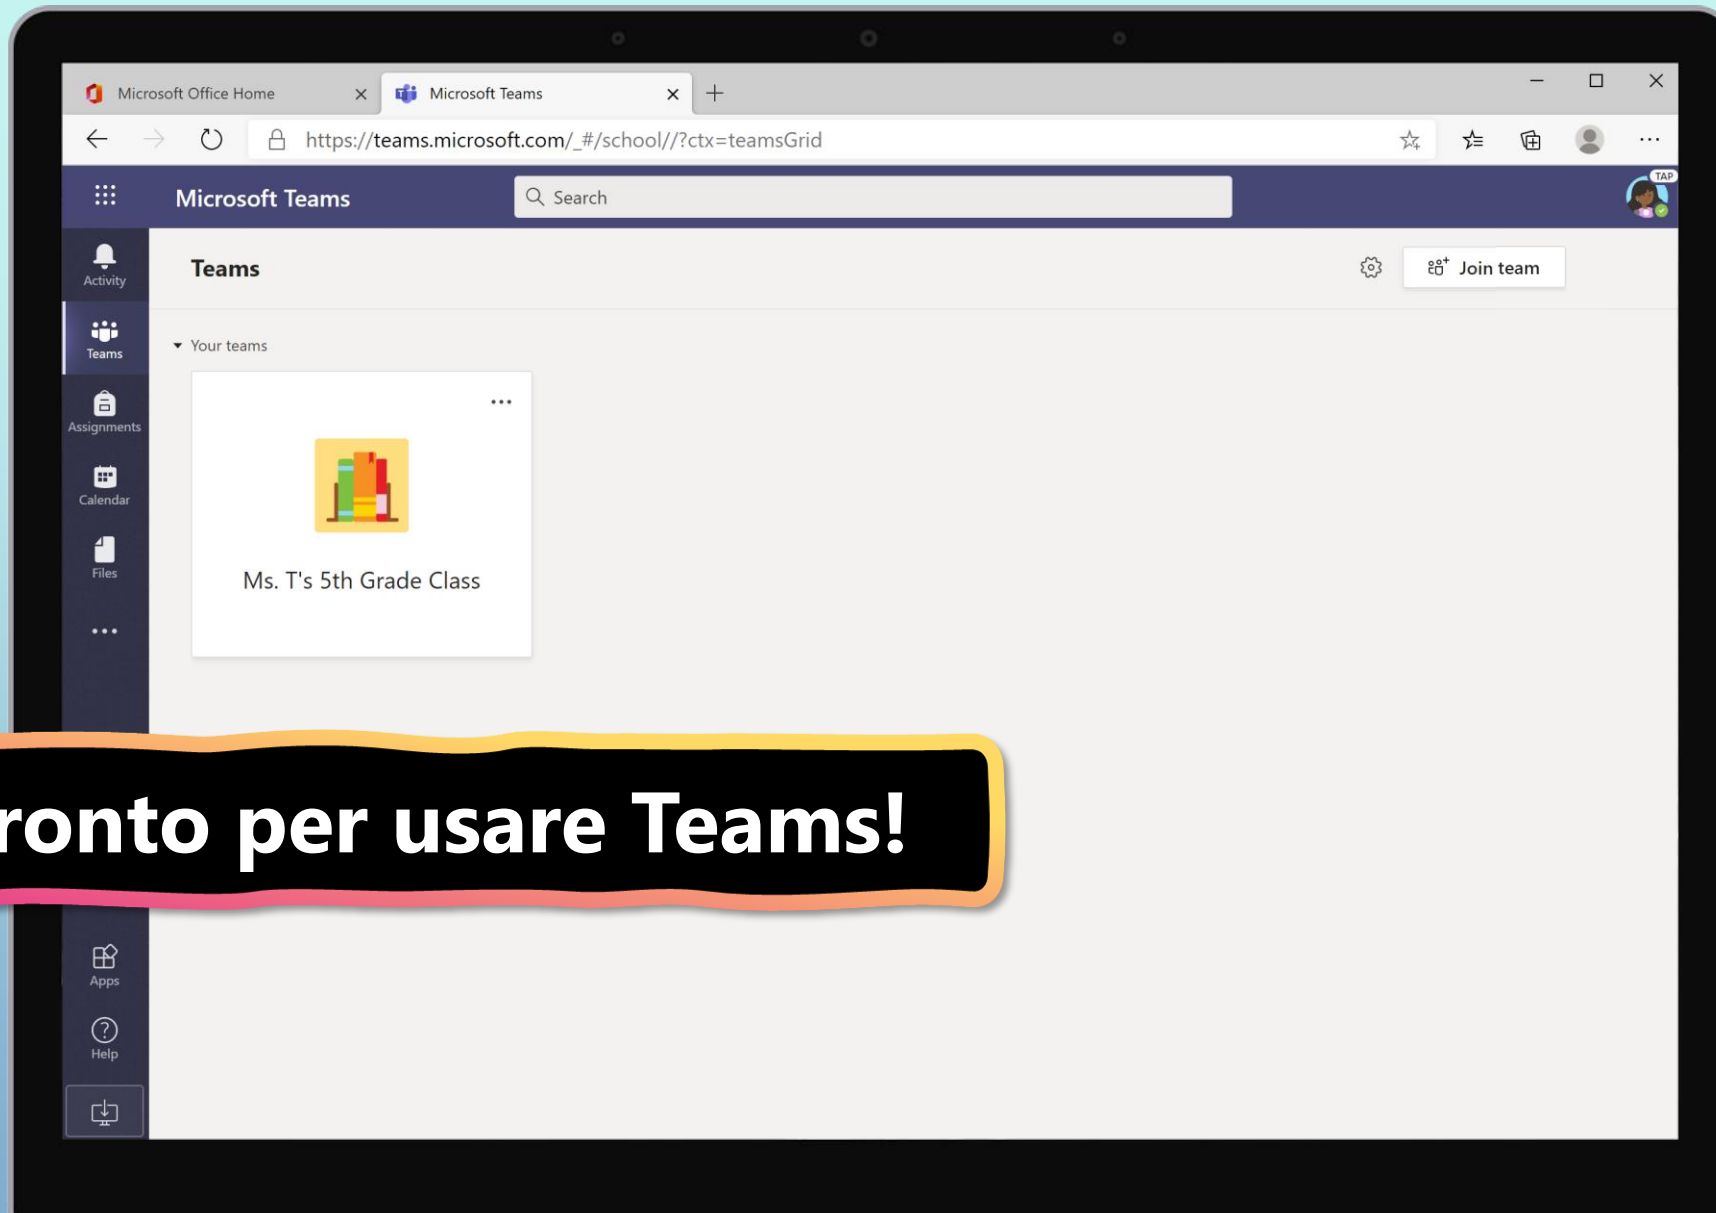 Microsoft Office Home
Microsoft Teams
https://teams.microsoft.com/_#/school//?ctx=teamsGrid
Microsoft Teams
Search
TAP
Activity
Teams
Join team
Teams
Your teams
Assignments
Calendar
Files
Ms. T's 5th Grade Class
ronto per usare Teams!
Apps
Help